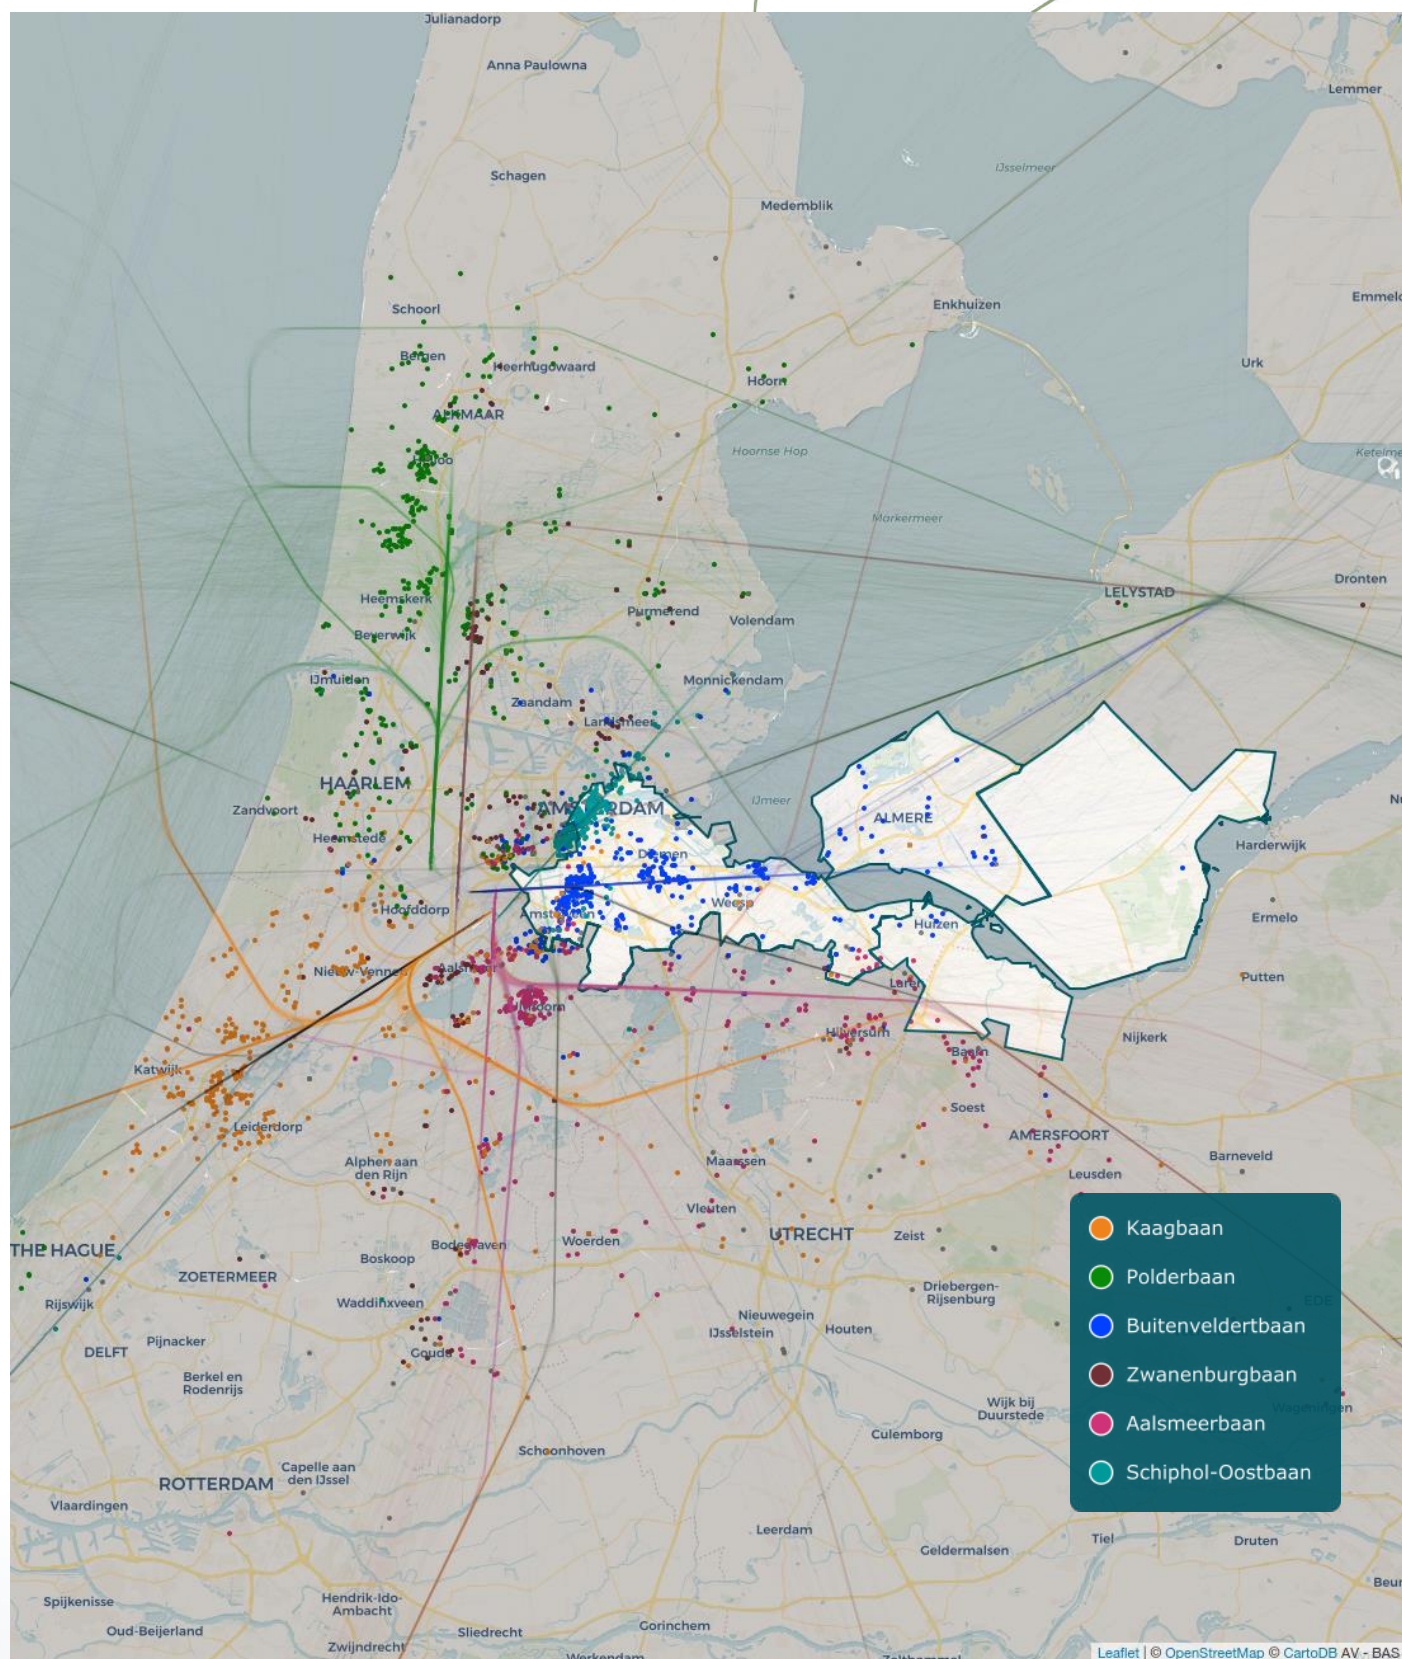 Julianadorp
Anna Paulowna
Lemmer
Schagen
IJsselmeer
Medemblik
Enkhuizen
Schoorl
Bergen
Heerhugowaard
Urk
Hoorn
ALKMAAR
Hoornse Hop
Markermeer
LELYSTAD
Dronten
Heemskerk
Purmerend
Volendam
Beverwijk
IJmuiden
Monnickendam
Zaandam
Landsmeer
HAARLEM
Zandvoort
AMSTERDAM
IJmeer
ALMERE
Heemstede
Diemen
Harderwijk
Hoofddorp
Weesp
Huizen
Ermelo
Aalsmeer
Putten
Uithoorn
Laren
Hilversum
Baarn
Nijkerk
Katwijk
Soest
Leiderdorp
AMERSFOORT
Alphen aan
den Rijn
Maarssen
Barneveld
Leusden
Vleuten
THE HAGUE
Bodegraven
Woerden
UTRECHT
Zeist
Boskoop
ZOETERMEER
Driebergen-
Rijsenburg
Rijswijk
Waddinxveen
Nieuwegein
IJsselstein
Houten
EDE
Pijnacker
DELFT
Gouda
Berkel en
Rodenrijs
Wijk bij
Duurstede
Wageningen
Culemborg
Schoonhoven
Capelle aan
den IJssel
ROTTERDAM
Vlaardingen
Leerdam
Geldermalsen
Tiel
Druten
Spijkenisse
Hendrik-Ido-
Ambacht
Oud-Beijerland
Sliedrecht
Gorinchem
Zwijndrecht
Kaagbaan
Polderbaan
Buitenveldertbaan
Zwanenburgbaan
Aalsmeerbaan
Schiphol-Oostbaan
Leaflet | © OpenStreetMap © CartoDB AV - BAS